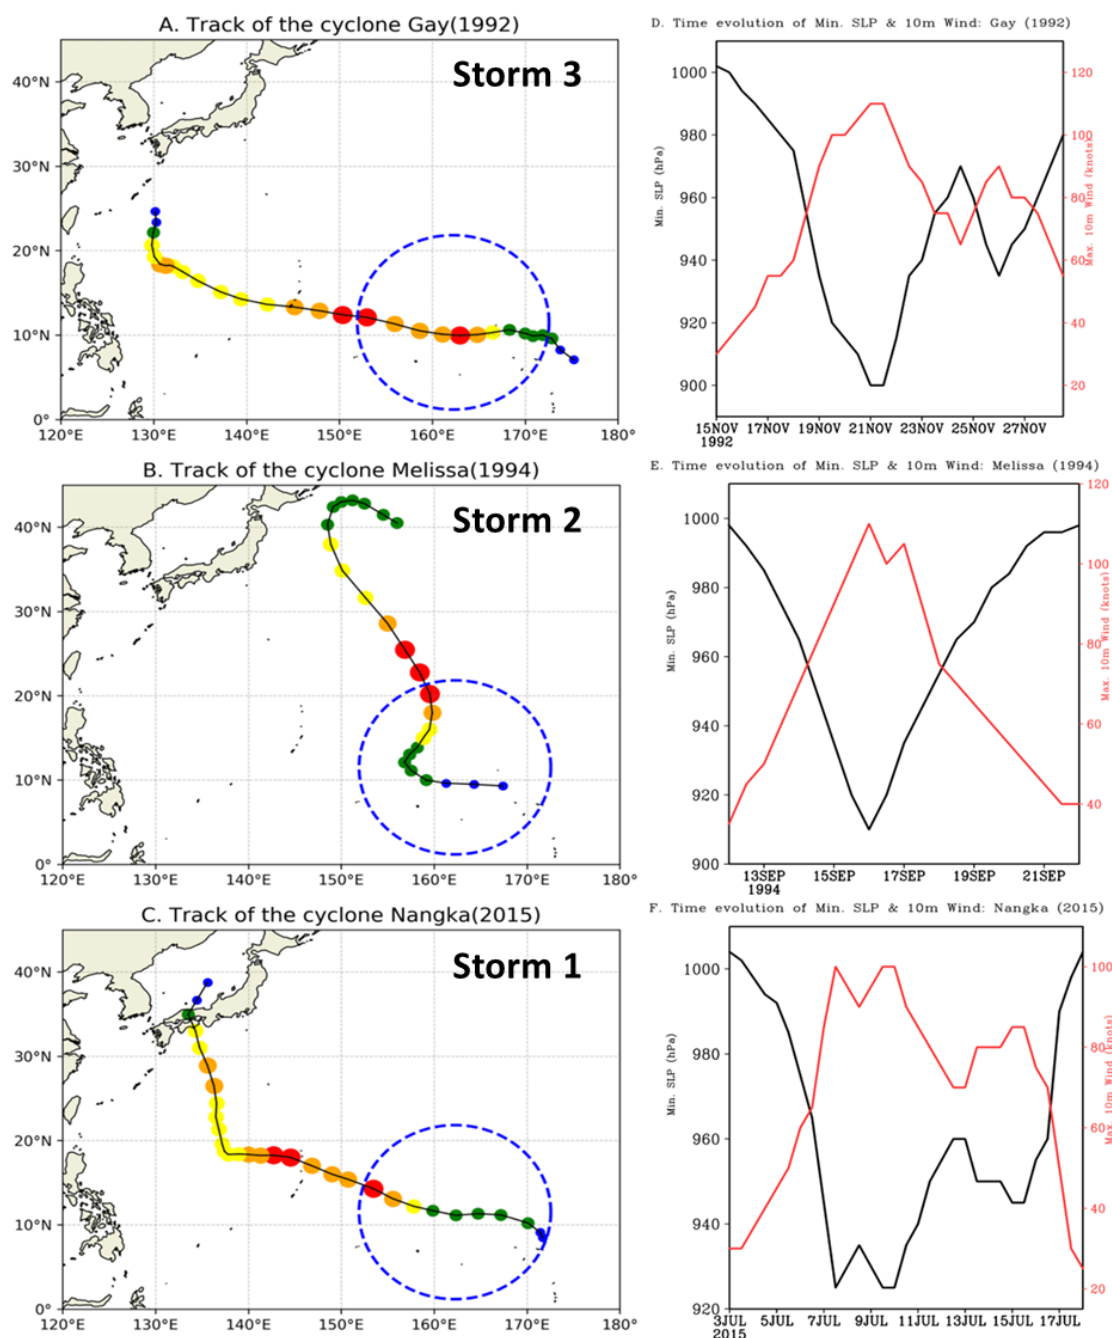 A. Track of the cyclone Gay(1992)
Storm 3
40°N
30°N
20°N
10°N
0°
120°E 130°E 140°E 150°E 160°E 170°E 180°
D. Time evolution of Min. SLP & 10m Wind: Gay (1992)
Min. SLP (hPa)
1000
980
960
940
920
900
120
100
80
60
40
20
Max. 10m Wind (knots)
15NOV 17NOV 19NOV 21NOV 23NOV 25NOV 27NOV
1992
B. Track of the cyclone Melissa(1994)
Storm 2
40°N
30°N
20°N
10°N
0°
120°E 130°E 140°E 150°E 160°E 170°E 180°
E. Time evolution of Min. SLP & 10m Wind: Melissa (1994)
Min. SLP (hPa)
1000
980
960
940
920
900
120
100
80
60
40
Max. 10m Wind (knots)
13SEP 15SEP 17SEP 19SEP 21SEP
1994
C. Track of the cyclone Nangka(2015)
Storm 1
40°N
30°N
20°N
10°N
0°
120°E 130°E 140°E 150°E 160°E 170°E 180°
F. Time evolution of Min. SLP & 10m Wind: Nangka (2015)
Min. SLP (hPa)
1000
980
960
940
920
100
80
60
40
20
Max. 10m Wind (knots)
3JUL 5JUL 7JUL 9JUL 11JUL 13JUL 15JUL 17JUL
2015